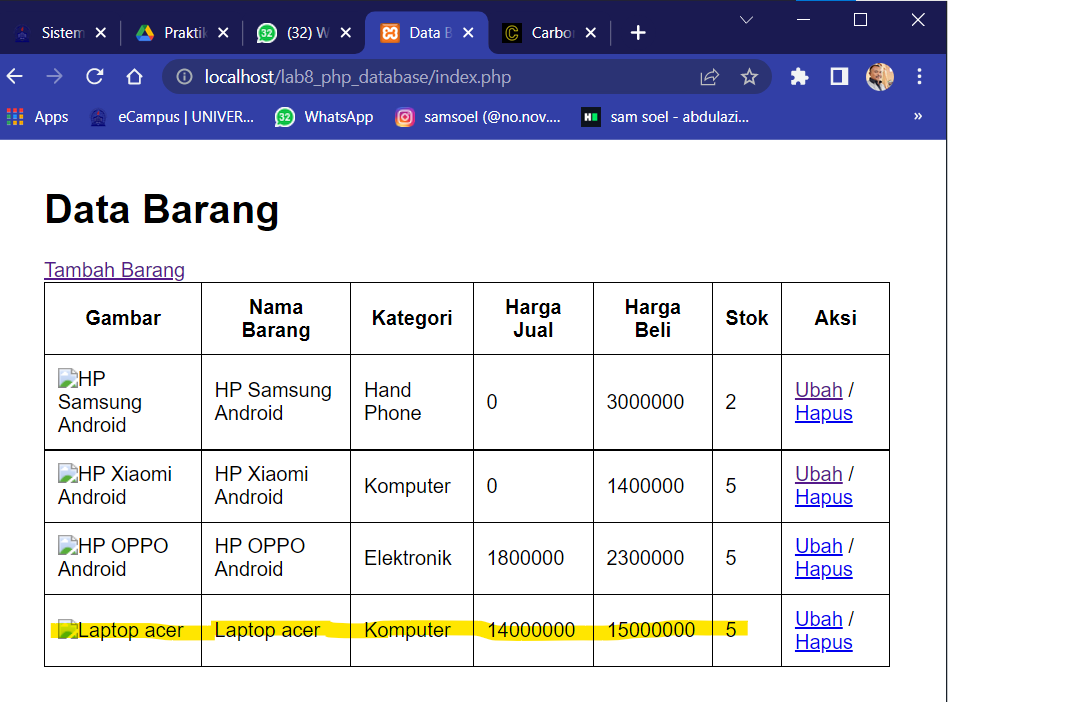 Sistem Praktik (32) W Data B Carbo
localhost/lab8_php_database/index.php
Apps eCampus | UNIVER... 32 WhatsApp samsoel (@no.nov.... sam soel - abdulazi... »
Data Barang
Tambah Barang
Gambar Nama Barang Kategori Harga Jual Harga Beli Stok Aksi
HP Samsung Android HP Samsung Android Hand Phone 0 3000000 2 Ubah / Hapus
HP Xiaomi Android HP Xiaomi Android Komputer 0 1400000 5 Ubah / Hapus
HP OPPO Android HP OPPO Android Elektronik 1800000 2300000 5 Ubah / Hapus
Laptop acer Laptop acer Komputer 14000000 15000000 5 Ubah / Hapus